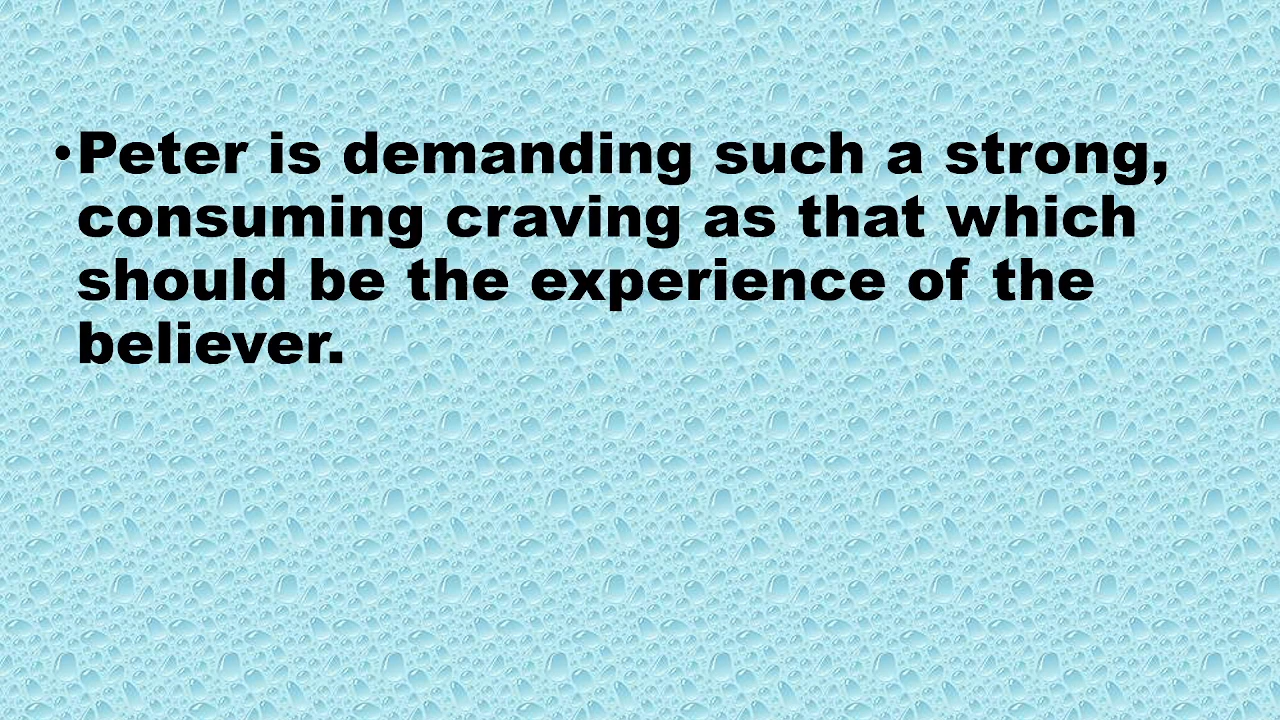 •Peter is demanding such a strong,
consuming craving as that which
should be the experience of the
believer.